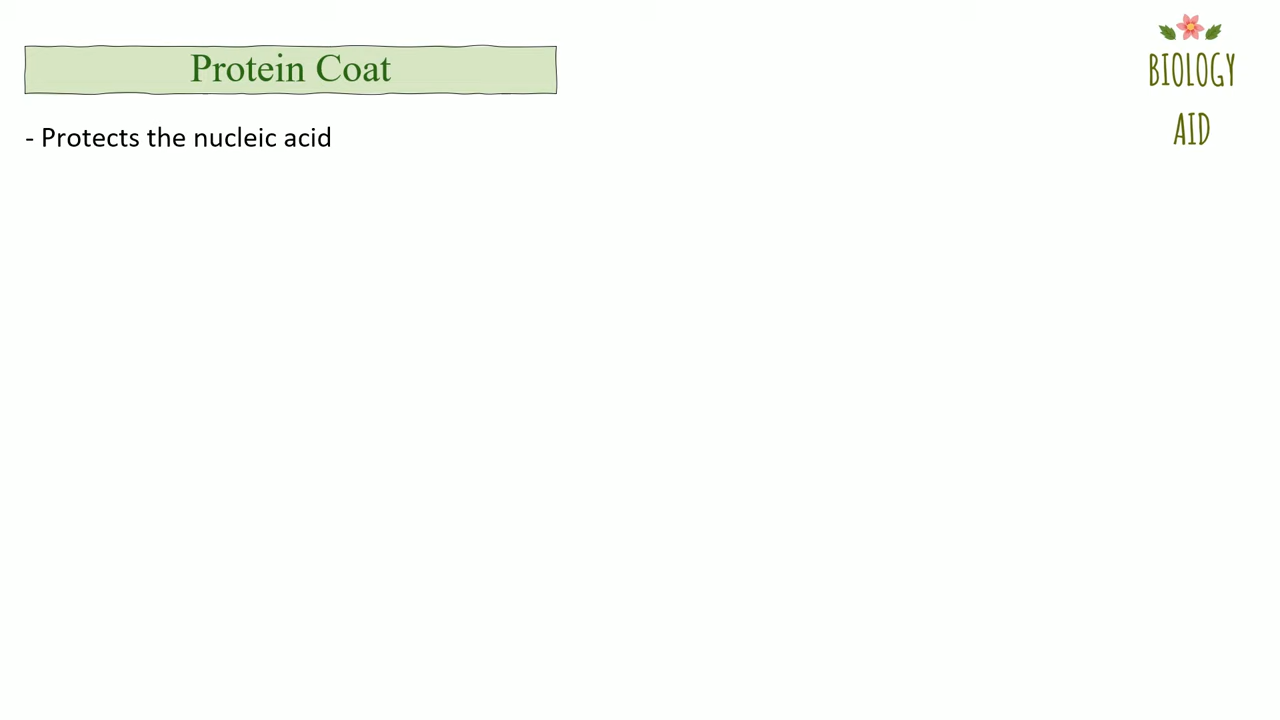 Protein Coat
- Protects the nucleic acid
BIOLOGY
AID